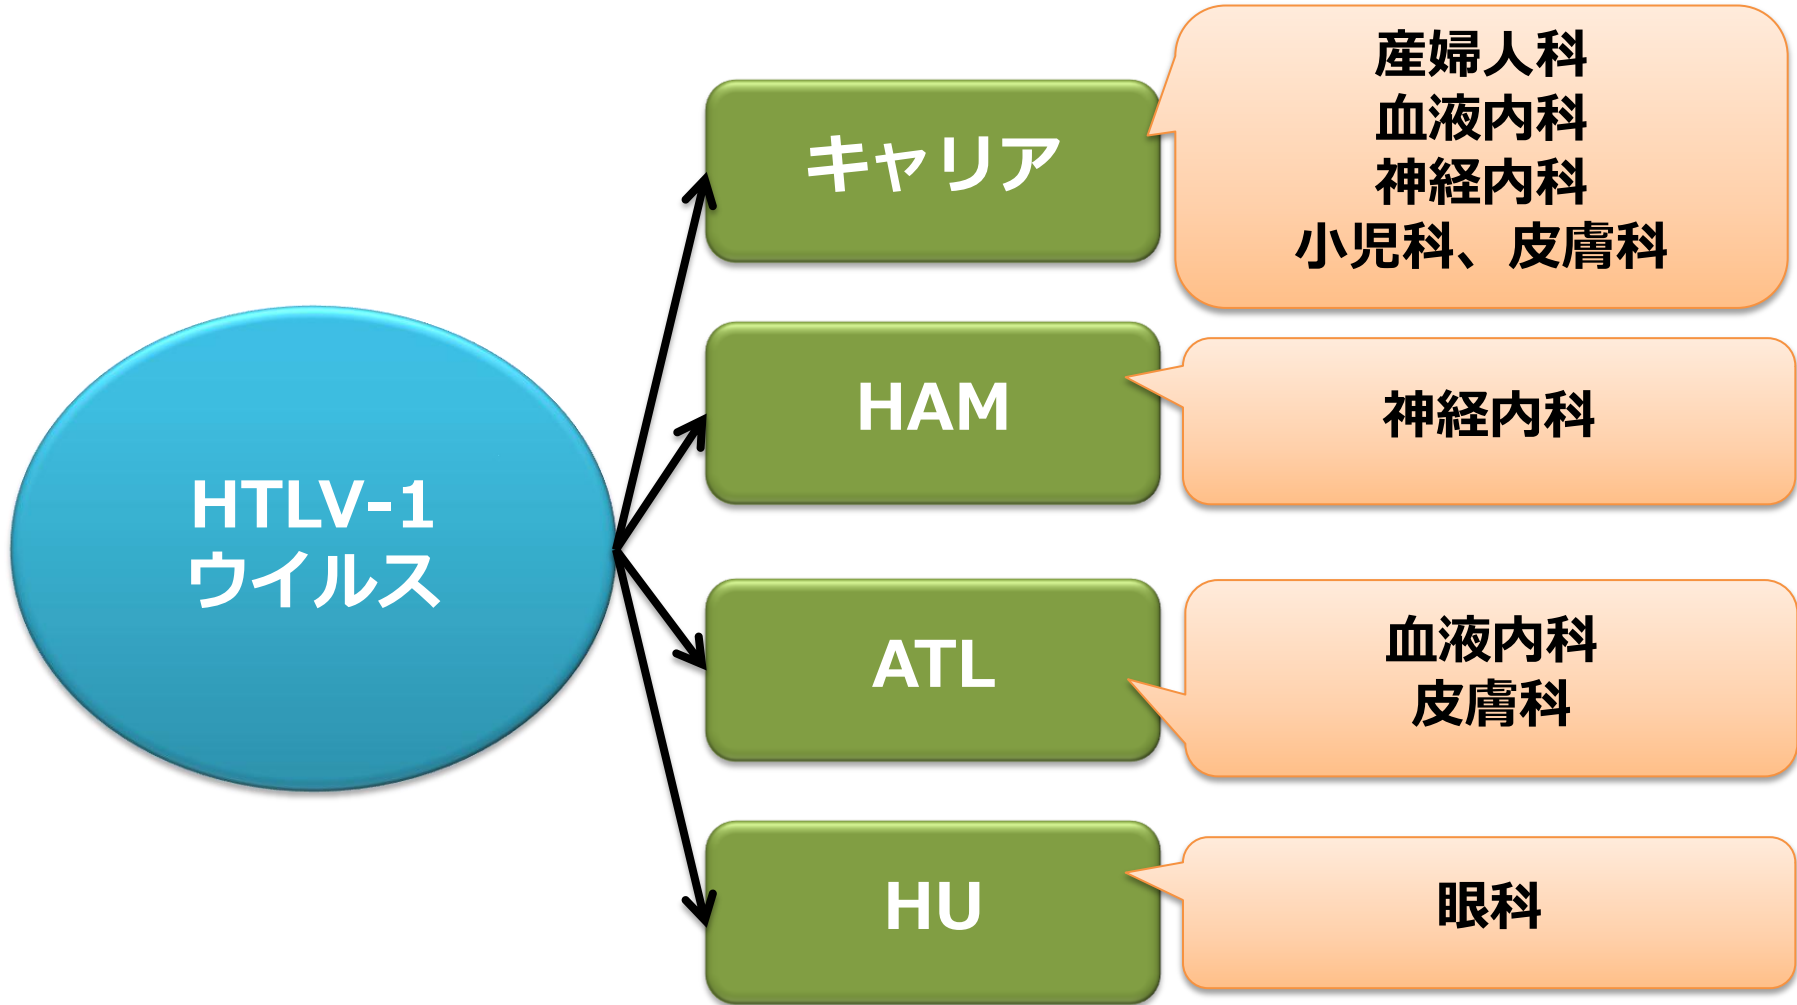 産婦人科
血液内科
神経内科
小児科、皮膚科
キャリア
HAM
神経内科
HTLV-1
ウイルス
ATL
血液内科
皮膚科
HU
眼科